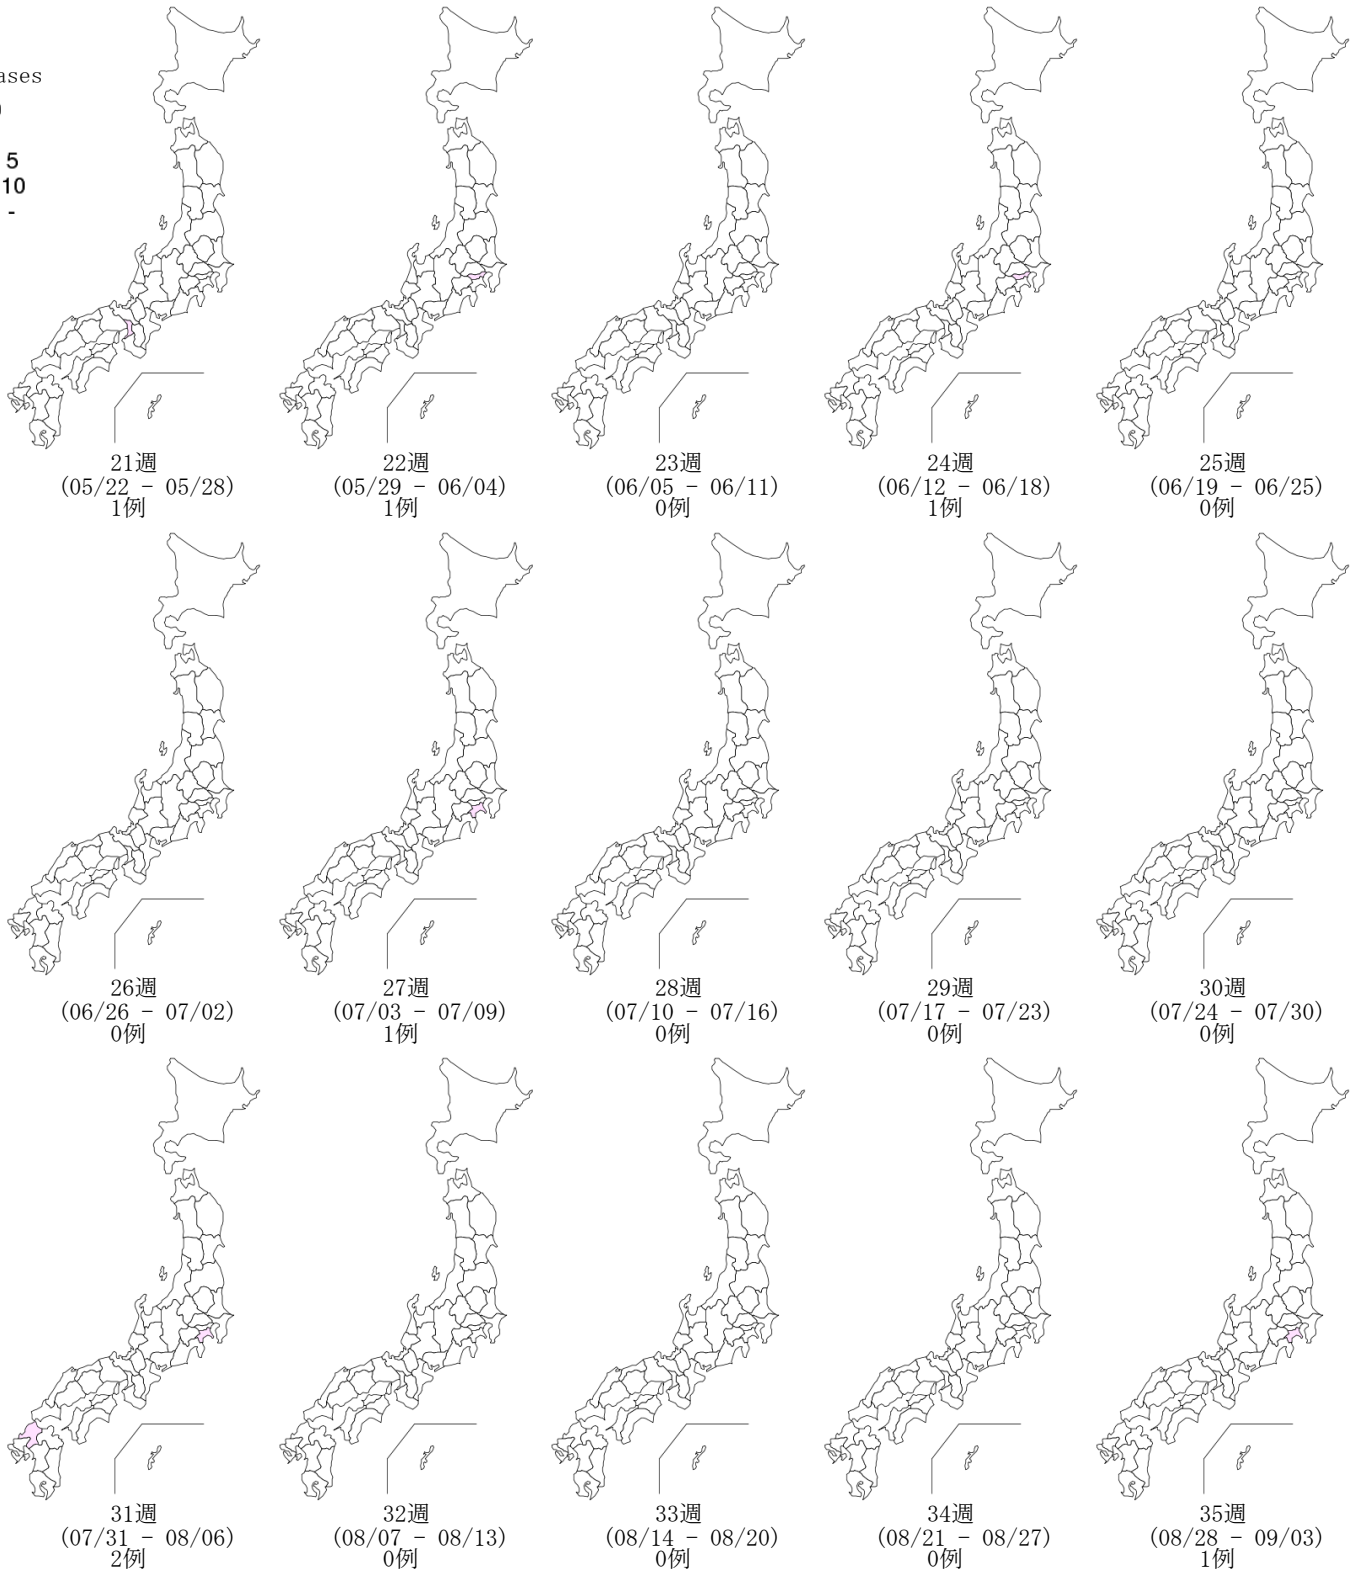 ases
5
10
-
21週
(05/22 - 05/28)
1例
22週
(05/29 - 06/04)
1例
23週
(06/05 - 06/11)
0例
24週
(06/12 - 06/18)
1例
25週
(06/19 - 06/25)
0例
26週
(06/26 - 07/02)
0例
27週
(07/03 - 07/09)
1例
28週
(07/10 - 07/16)
0例
29週
(07/17 - 07/23)
0例
30週
(07/24 - 07/30)
0例
31週
(07/31 - 08/06)
2例
32週
(08/07 - 08/13)
0例
33週
(08/14 - 08/20)
0例
34週
(08/21 - 08/27)
0例
35週
(08/28 - 09/03)
1例